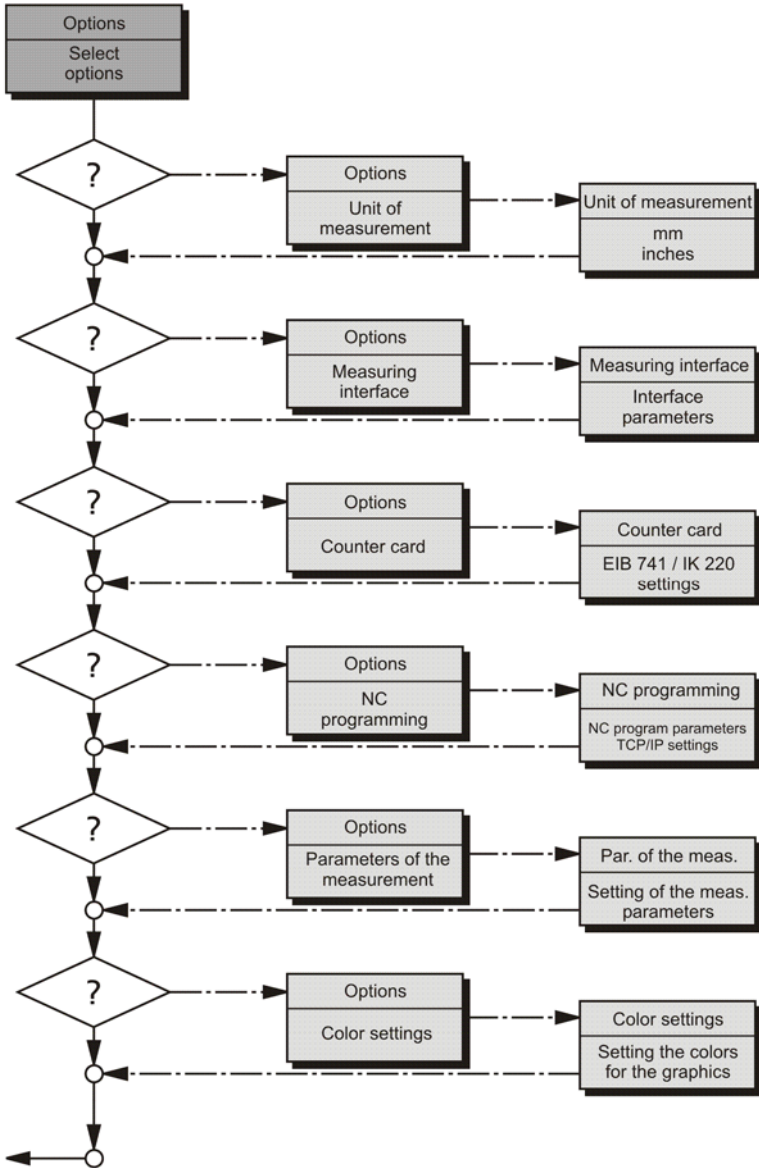 Options
Select
options
?
Options
Unit of
measurement
Unit of measurement
mm
inches
?
Options
Measuring
interface
Measuring interface
Interface
parameters
?
Options
Counter card
Counter card
EIB 741 / IK 220
settings
?
Options
NC
programming
NC programming
NC program parameters
TCP/IP settings
?
Options
Parameters of the
measurement
Par. of the meas.
Setting of the meas.
parameters
?
Options
Color settings
Color settings
Setting the colors
for the graphics